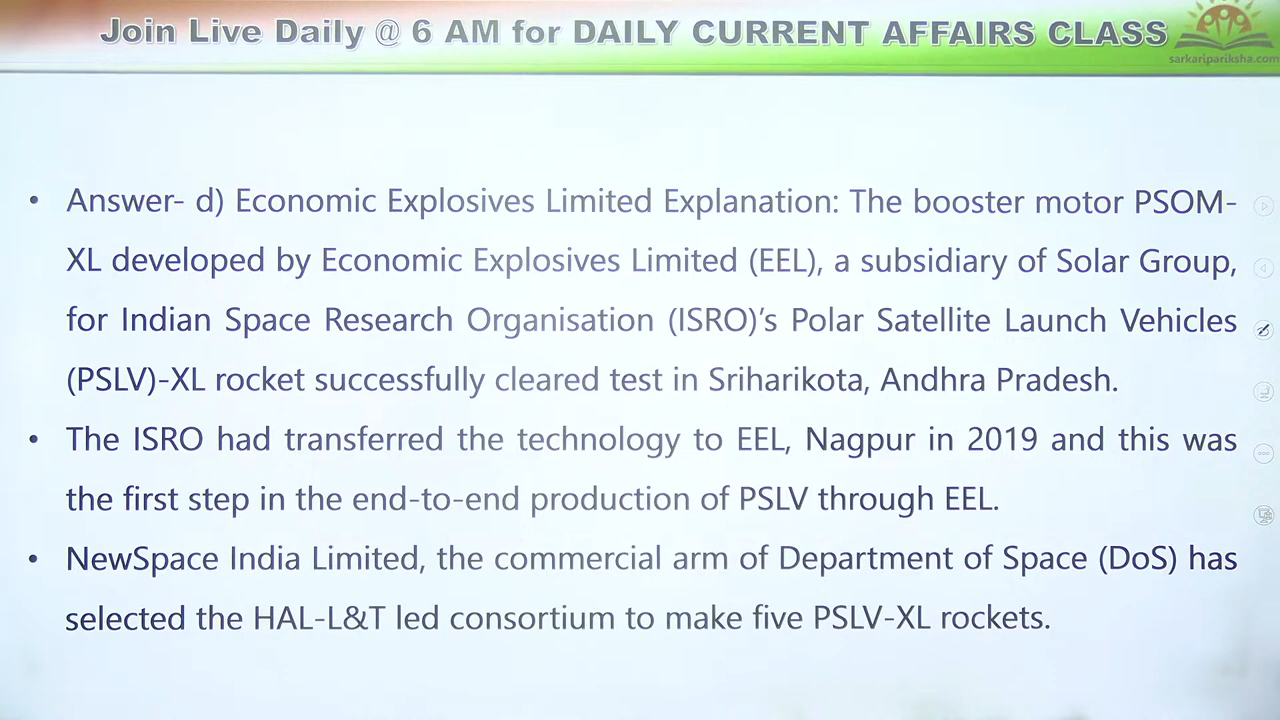 Join Live Daily @ 6 AM for DAILY CURRENT AFFAIRS CLASS
sarkaripariksha.com
• Answer- d) Economic Explosives Limited Explanation: The booster motor PSOM-
XL developed by Economic Explosives Limited (EEL), a subsidiary of Solar Group,
for Indian Space Research Organisation (ISRO)’s Polar Satellite Launch Vehicles
(PSLV)-XL rocket successfully cleared test in Sriharikota, Andhra Pradesh.
• The ISRO had transferred the technology to EEL, Nagpur in 2019 and this was
the first step in the end-to-end production of PSLV through EEL.
• NewSpace India Limited, the commercial arm of Department of Space (DoS) has
selected the HAL-L&T led consortium to make five PSLV-XL rockets.